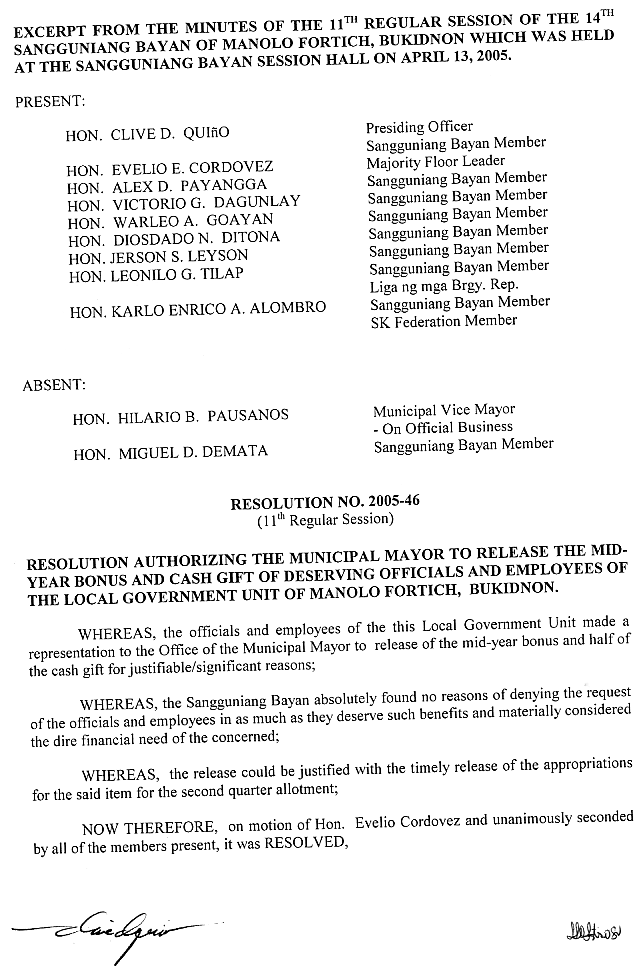 EXCERPT FROM THE MINUTES OF THE 11TH REGULAR SESSION OF THE 14TH
SANGGUNIANG BAYAN OF MANOLO FORTICH, BUKIDNON WHICH WAS HELD
AT THE SANGGUNIANG BAYAN SESSION HALL ON APRIL 13, 2005.
PRESENT:
HON. CLIVE D. QUIñO Presiding Officer
Sangguniang Bayan Member
HON. EVELIO E. CORDOVEZ Majority Floor Leader
HON. ALEX D. PAYANGGA Sangguniang Bayan Member
HON. VICTORIO G. DAGUNLAY Sangguniang Bayan Member
HON. WARLEO A. GOAYAN Sangguniang Bayan Member
HON. DIOSDADO N. DITONA Sangguniang Bayan Member
HON. JERSON S. LEYSON Sangguniang Bayan Member
HON. LEONILO G. TILAP Sangguniang Bayan Member
Liga ng mga Brgy. Rep.
HON. KARLO ENRICO A. ALOMBRO Sangguniang Bayan Member
SK Federation Member
ABSENT:
HON. HILARIO B. PAUSANOS Municipal Vice Mayor
- On Official Business
HON. MIGUEL D. DEMATA Sangguniang Bayan Member
RESOLUTION NO. 2005-46
(11th Regular Session)
RESOLUTION AUTHORIZING THE MUNICIPAL MAYOR TO RELEASE THE MID-
YEAR BONUS AND CASH GIFT OF DESERVING OFFICIALS AND EMPLOYEES OF
THE LOCAL GOVERNMENT UNIT OF MANOLO FORTICH, BUKIDNON.
WHEREAS, the officials and employees of the this Local Government Unit made a
representation to the Office of the Municipal Mayor to release of the mid-year bonus and half of
the cash gift for justifiable/significant reasons;
WHEREAS, the Sangguniang Bayan absolutely found no reasons of denying the request
of the officials and employees in as much as they deserve such benefits and materially considered
the dire financial need of the concerned;
WHEREAS, the release could be justified with the timely release of the appropriations
for the said item for the second quarter allotment;
NOW THEREFORE, on motion of Hon. Evelio Cordovez and unanimously seconded
by all of the members present, it was RESOLVED,